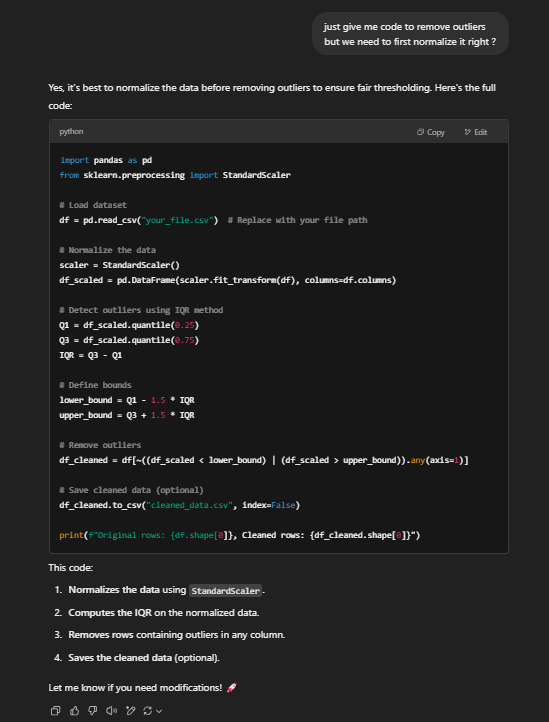 just give me code to remove outliers
but we need to first normalize it right ?
Yes, it's best to normalize the data before removing outliers to ensure fair thresholding. Here's the full
code:
python
Copy
Edit
import pandas as pd
from sklearn.preprocessing import StandardScaler
# Load dataset
df = pd.read_csv("your_file.csv")  # Replace with your file path
# Normalize the data
scaler = StandardScaler()
df_scaled = pd.DataFrame(scaler.fit_transform(df), columns=df.columns)
# Detect outliers using IQR method
Q1 = df_scaled.quantile(0.25)
Q3 = df_scaled.quantile(0.75)
IQR = Q3 - Q1
# Define bounds
lower_bound = Q1 - 1.5 * IQR
upper_bound = Q3 + 1.5 * IQR
# Remove outliers
df_cleaned = df[~((df_scaled < lower_bound) | (df_scaled > upper_bound)).any(axis=1)]
# Save cleaned data (optional)
df_cleaned.to_csv("cleaned_data.csv", index=False)
print(f"Original rows: {df.shape[0]}, Cleaned rows: {df_cleaned.shape[0]}")
This code:
1. Normalizes the data using StandardScaler.
2. Computes the IQR on the normalized data.
3. Removes rows containing outliers in any column.
4. Saves the cleaned data (optional).
Let me know if you need modifications! 🚀